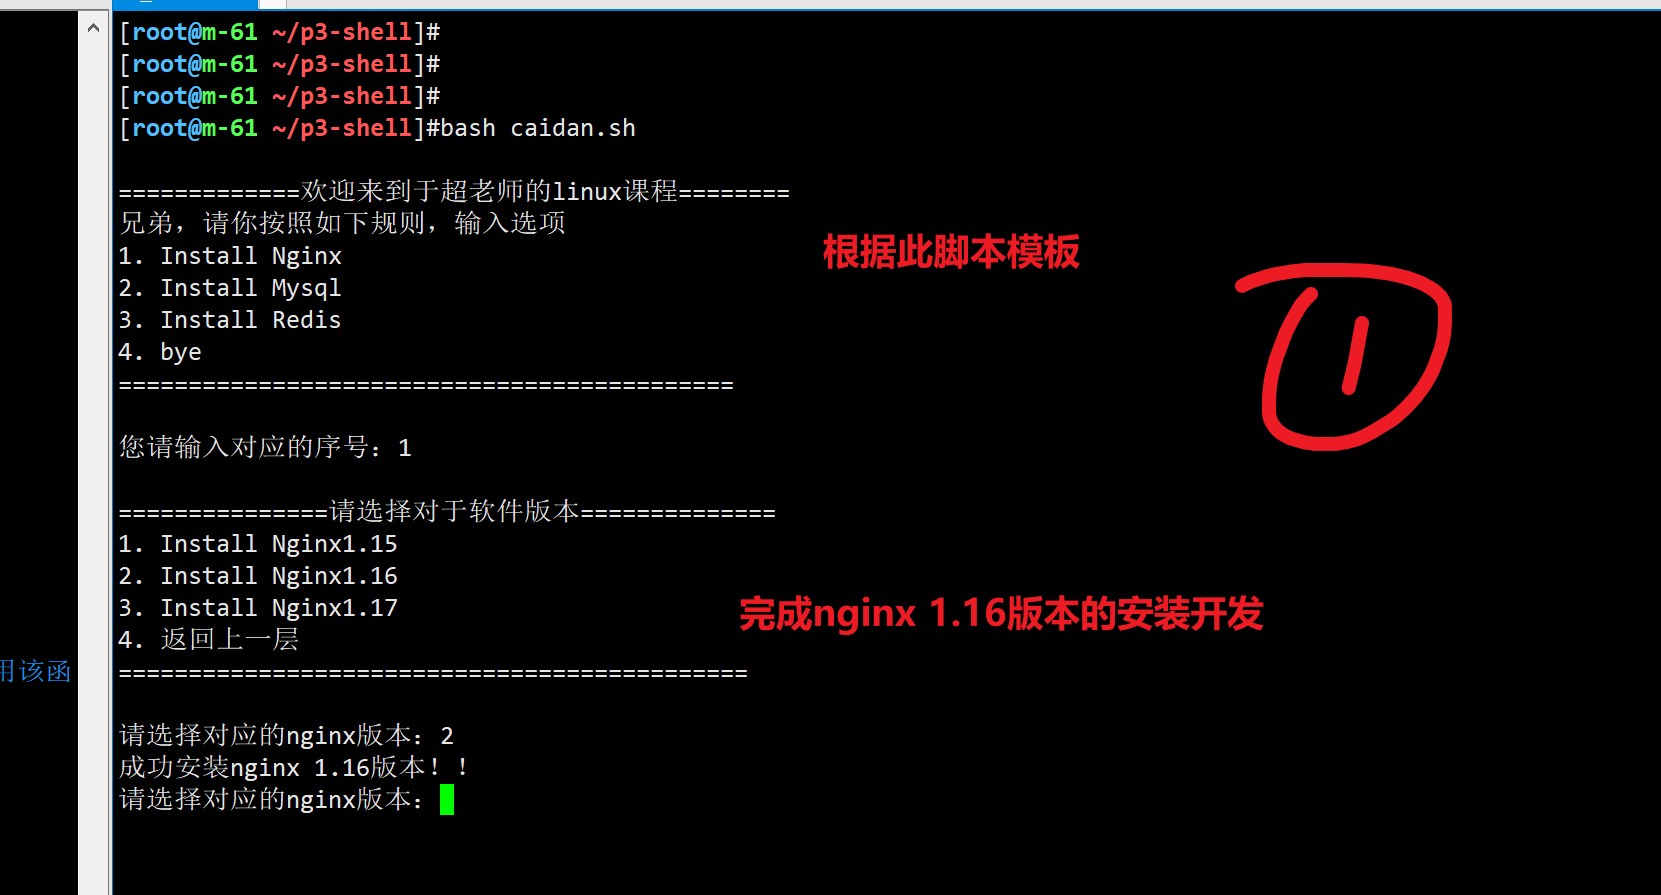 [root@m-61 ~/p3-shell]#
[root@m-61 ~/p3-shell]#
[root@m-61 ~/p3-shell]#
[root@m-61 ~/p3-shell]#bash caidan.sh
=============欢迎来到于超老师的linux课程========
兄弟，请你按照如下规则，输入选项
根据此脚本模板
1. Install Nginx
2. Install Mysql
3. Install Redis
1
4. bye
============================================
您请输入对应的序号：1
===============请选择对于软件版本==============
1. Install Nginx1.15
2. Install Nginx1.16
3. Install Nginx1.17
完成nginx 1.16版本的安装开发
4. 返回上一层
=============================================
用该函
请选择对应的nginx版本：2
成功安装nginx 1.16版本！！
请选择对应的nginx版本：